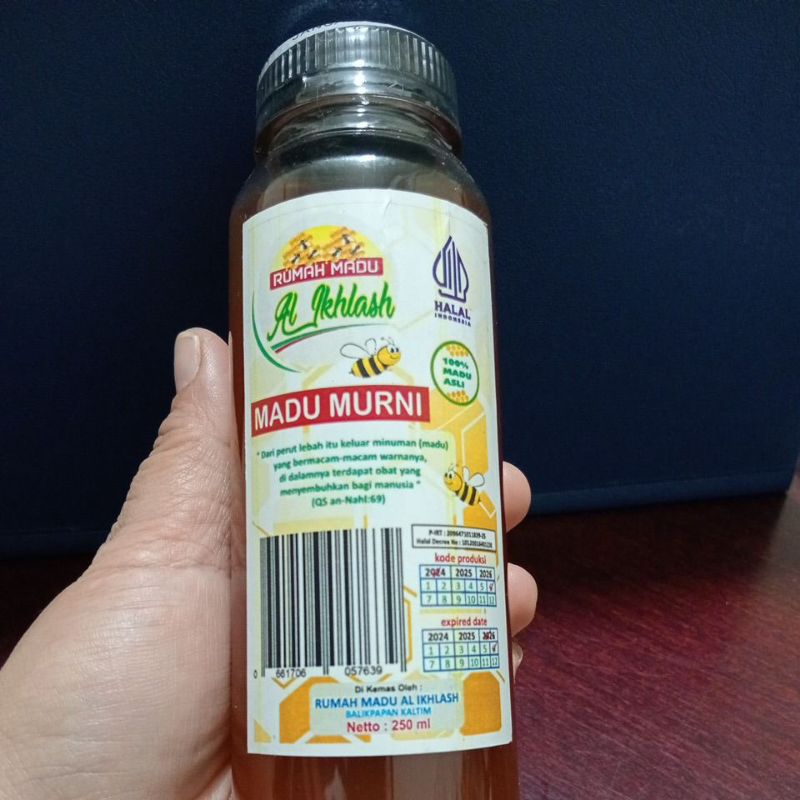 RUMAH MADU
Al Ikhlash
HALAL
INDONESIA
100%
MADU
ASLI
MADU MURNI
" Dari perut lebah itu keluar minuman (madu)
yang bermacam-macam warnanya,
di dalamnya terdapat obat yang
menyembuhkan bagi manusia "
(QS an-Nahl:69)
P-IRT :
Halal Decree No :
kode produksi
2024 2025 2026
1 2 3 4 5
7 8 9 10 11 12
expired date
2024 2025 2026
1 2 3 4 5
7 8 9 10 11 12
0 661706 057639
Di Kemas Oleh :
RUMAH MADU AL IKHLASH
BALIKPAPAN KALTIM
Netto : 250 ml